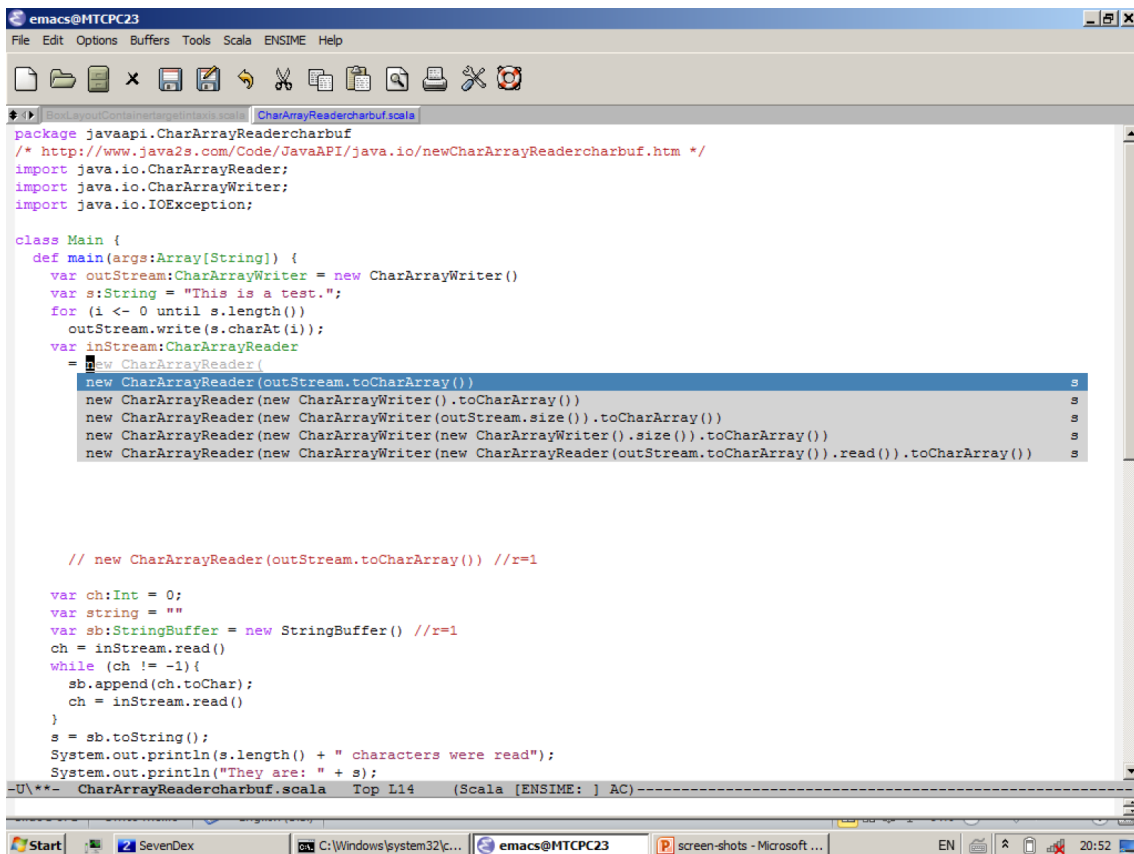 emacs@MTCPC23
File Edit Options Buffers Tools Scala ENSIME Help
BoxLayoutContainertargetintaxis.scala CharArrayReadercharbuf.scala
package javaapi.CharArrayReadercharbuf
/* http://www.java2s.com/Code/JavaAPI/java.io/newCharArrayReadercharbuf.htm */
import java.io.CharArrayReader;
import java.io.CharArrayWriter;
import java.io.IOException;
class Main {
def main(args:Array[String]) {
var outStream:CharArrayWriter = new CharArrayWriter()
var s:String = "This is a test.";
for (i <- 0 until s.length())
outStream.write(s.charAt(i));
var inStream:CharArrayReader
= new CharArrayReader(
new CharArrayReader(outStream.toCharArray()) s
new CharArrayReader(new CharArrayWriter().toCharArray()) s
new CharArrayReader(new CharArrayWriter(outStream.size()).toCharArray()) s
new CharArrayReader(new CharArrayWriter(new CharArrayWriter().size()).toCharArray()) s
new CharArrayReader(new CharArrayWriter(new CharArrayReader(outStream.toCharArray()).read()).toCharArray()) s
// new CharArrayReader(outStream.toCharArray()) //r=1
var ch:Int = 0;
var string = ""
var sb:StringBuffer = new StringBuffer() //r=1
ch = inStream.read()
while (ch != -1){
sb.append(ch.toChar);
ch = inStream.read()
}
s = sb.toString();
System.out.println(s.length() + " characters were read");
System.out.println("They are: " + s);
-U\**- CharArrayReadercharbuf.scala Top L14 (Scala [ENSIME: ] AC)
Start SevenDex C:\Windows\system32\c... emacs@MTCPC23 screen-shots - Microsoft ... EN 20:52